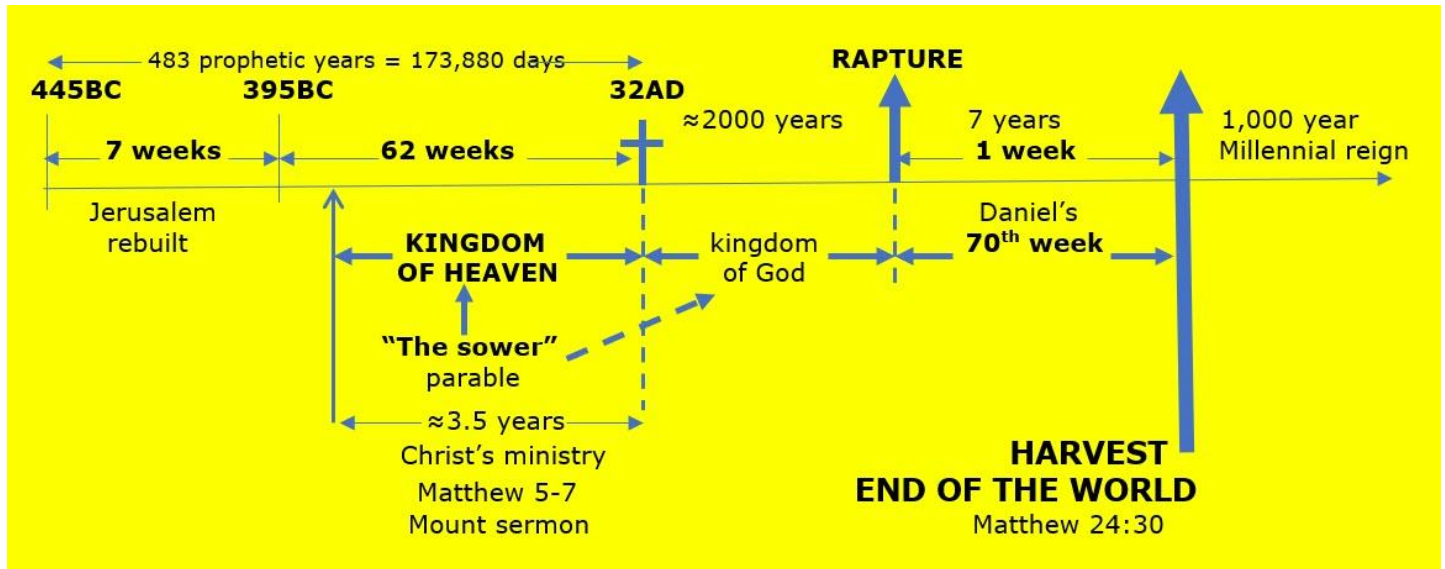 483 prophetic years = 173,880 days
RAPTURE
445BC 395BC 32AD
≈2000 years
7 years
1,000 year
7 weeks
62 weeks
1 week
Millennial reign
Jerusalem
rebuilt
KINGDOM
OF HEAVEN
kingdom
of God
Daniel’s
70th week
“The sower”
parable
≈3.5 years
Christ’s ministry
Matthew 5-7
Mount sermon
HARVEST
END OF THE WORLD
Matthew 24:30